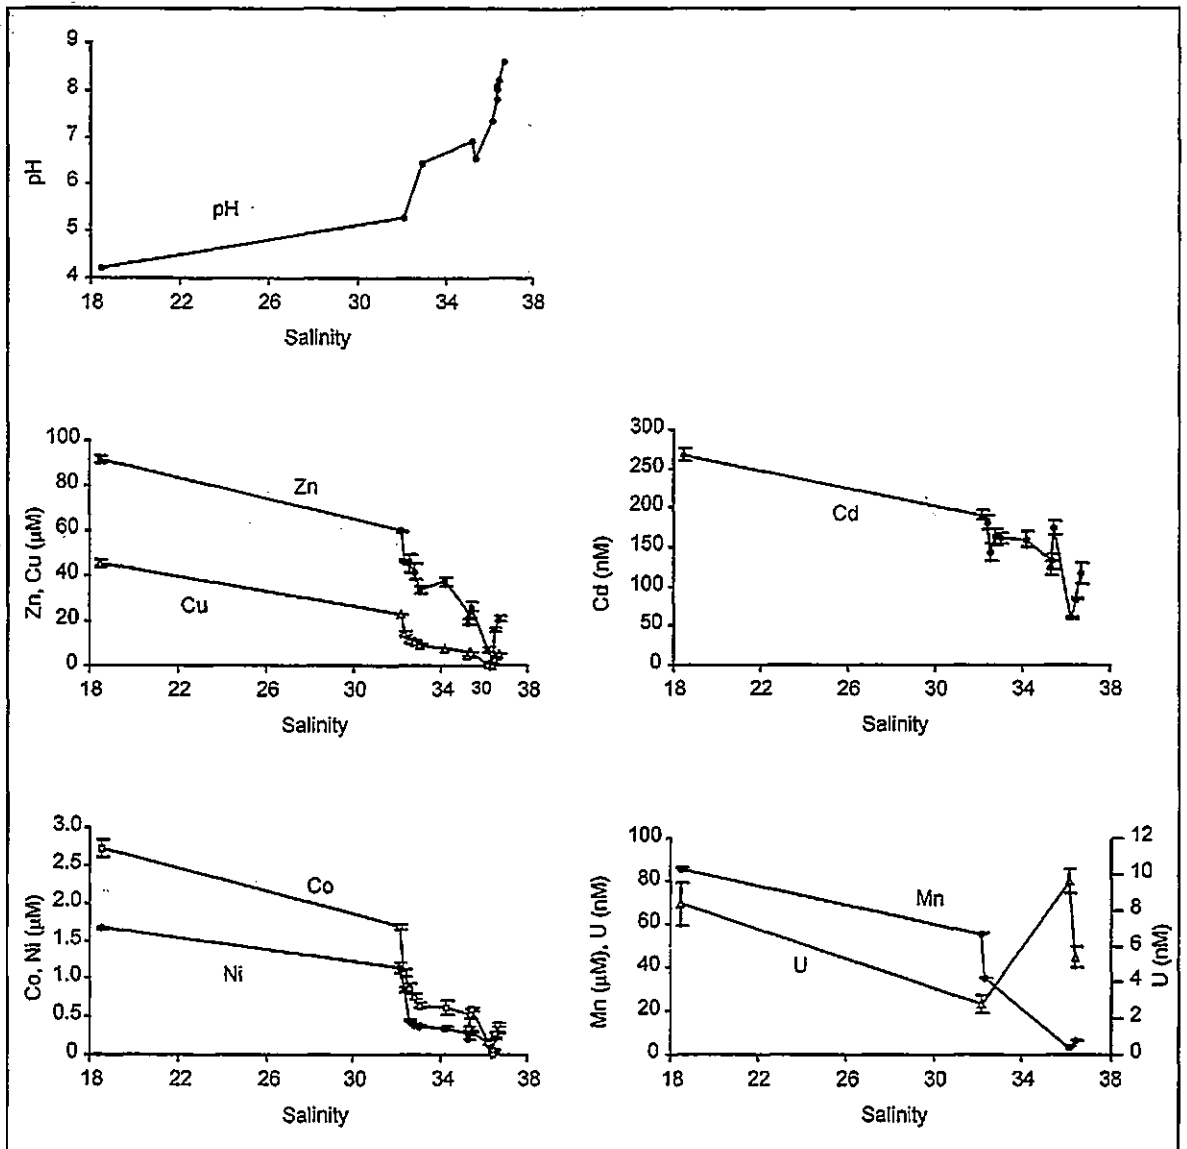 9
8
7
6
5
4
pH
pH
18 22 26 30 34 38
Salinity
100
80
60
40
20
0
Zn, Cu (μM)
Zn
Cu
18 22 26 32 34 30 38
Salinity
300
250
200
150
100
50
0
Cd (nM)
Cd
18 22 26 30 34 38
Salinity
3.0
2.5
2.0
1.5
1.0
0.5
0
Co, Ni (μM)
Co
Ni
18 22 26 30 34 38
Salinity
100
80
60
40
20
0
Mn (μM), U (nM)
Mn
U
12
10
8
6
4
2
0
U (nM)
18 22 26 30 34 38
Salinity